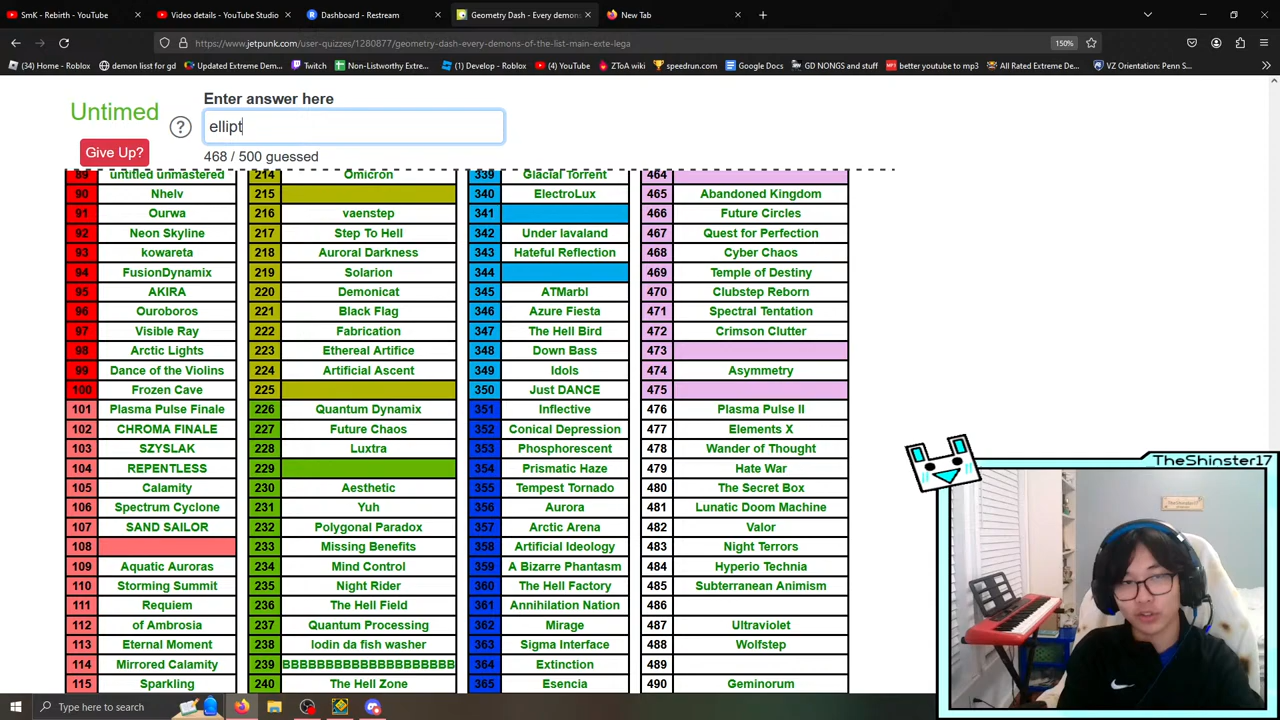 SmK - Rebirth - YouTube
Video details - YouTube Studio
Dashboard - Restream
Geometry Dash - Every demons
New Tab
https://www.jetpunk.com/user-quizzes/1280877/geometry-dash-every-demons-of-the-list-main-exte-lega
150%
(34) Home - Roblox
demon lisst for gd
Updated Extreme Dem...
Twitch
Non-Listworthy Extre...
(1) Develop - Roblox
(4) YouTube
ZToA wiki
speedrun.com
Google Docs
GD NONGS and stuff
better youtube to mp3
All Rated Extreme De...
VZ Orientation: Penn S...
Untimed
Give Up?
?
Enter answer here
ellipt
468 / 500 guessed
89 untitled unmastered 214 Omicron 339 Glacial Torrent 464
90 Nhelv 215 340 ElectroLux 465 Abandoned Kingdom
91 Ourwa 216 vaenstep 341 466 Future Circles
92 Neon Skyline 217 Step To Hell 342 Under lavaland 467 Quest for Perfection
93 kowareta 218 Auroral Darkness 343 Hateful Reflection 468 Cyber Chaos
94 FusionDynamix 219 Solarion 344 469 Temple of Destiny
95 AKIRA 220 Demonicat 345 ATMarbl 470 Clubstep Reborn
96 Ouroboros 221 Black Flag 346 Azure Fiesta 471 Spectral Tentation
97 Visible Ray 222 Fabrication 347 The Hell Bird 472 Crimson Clutter
98 Arctic Lights 223 Ethereal Artifice 348 Down Bass 473
99 Dance of the Violins 224 Artificial Ascent 349 Idols 474 Asymmetry
100 Frozen Cave 225 350 Just DANCE 475
101 Plasma Pulse Finale 226 Quantum Dynamix 351 Inflective 476 Plasma Pulse II
102 CHROMA FINALE 227 Future Chaos 352 Conical Depression 477 Elements X
103 SZYSLAK 228 Luxtra 353 Phosphorescent 478 Wander of Thought
104 REPENTLESS 229 354 Prismatic Haze 479 Hate War
105 Calamity 230 Aesthetic 355 Tempest Tornado 480 The Secret Box
106 Spectrum Cyclone 231 Yuh 356 Aurora 481 Lunatic Doom Machine
107 SAND SAILOR 232 Polygonal Paradox 357 Arctic Arena 482 Valor
108 233 Missing Benefits 358 Artificial Ideology 483 Night Terrors
109 Aquatic Auroras 234 Mind Control 359 A Bizarre Phantasm 484 Hyperio Technia
110 Storming Summit 235 Night Rider 360 The Hell Factory 485 Subterranean Animism
111 Requiem 236 The Hell Field 361 Annihilation Nation 486
112 of Ambrosia 237 Quantum Processing 362 Mirage 487 Ultraviolet
113 Eternal Moment 238 lodin da fish washer 363 Sigma Interface 488 Wolfstep
114 Mirrored Calamity 239 BBBBBBBBBBBBBBBBBBBB 364 Extinction 489
115 Sparkling 240 The Hell Zone 365 Esencia 490 Geminorum
TheShinster17
Type here to search